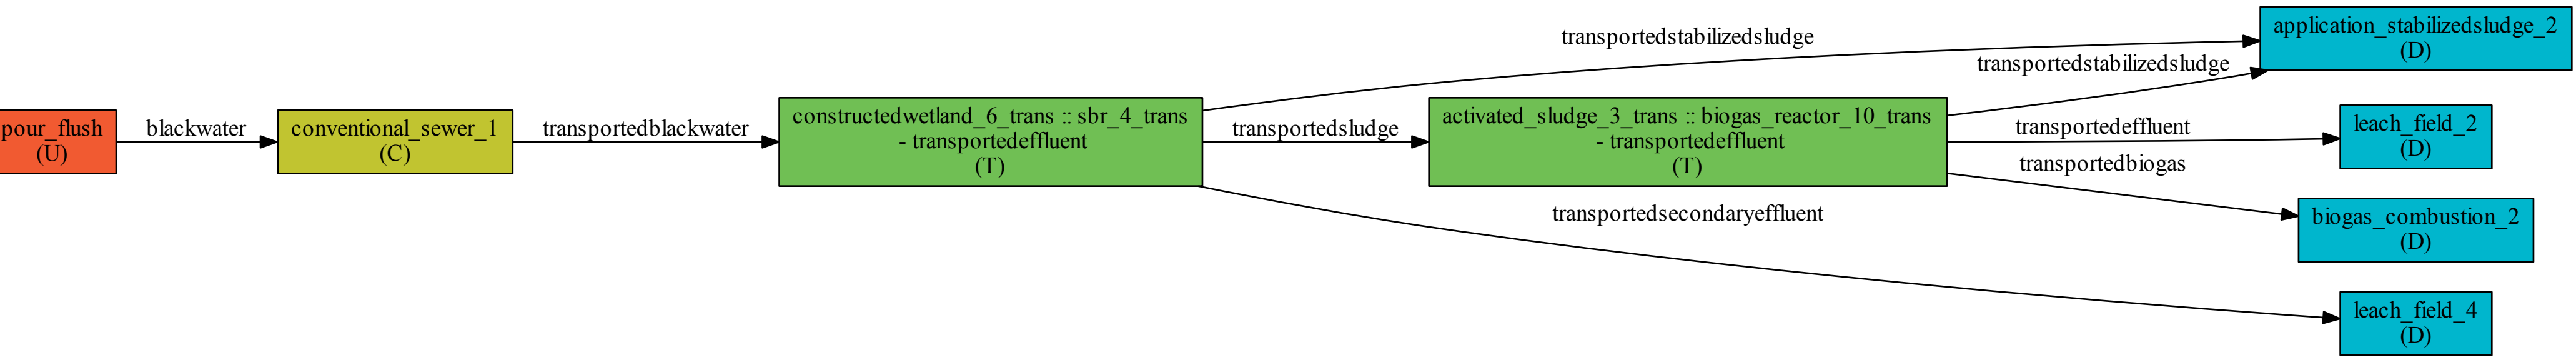 pour_flush
(U)
blackwater
conventional_sewer_1
(C)
transportedblackwater
constructedwetland_6_trans :: sbr_4_trans
- transportedeffluent
(T)
transportedstabilizedsludge
transportedsludge
transportedsecondaryeffluent
activated_sludge_3_trans :: biogas_reactor_10_trans
- transportedeffluent
(T)
transportedstabilizedsludge
transportedeffluent
transportedbiogas
application_stabilizedsludge_2
(D)
leach_field_2
(D)
biogas_combustion_2
(D)
leach_field_4
(D)